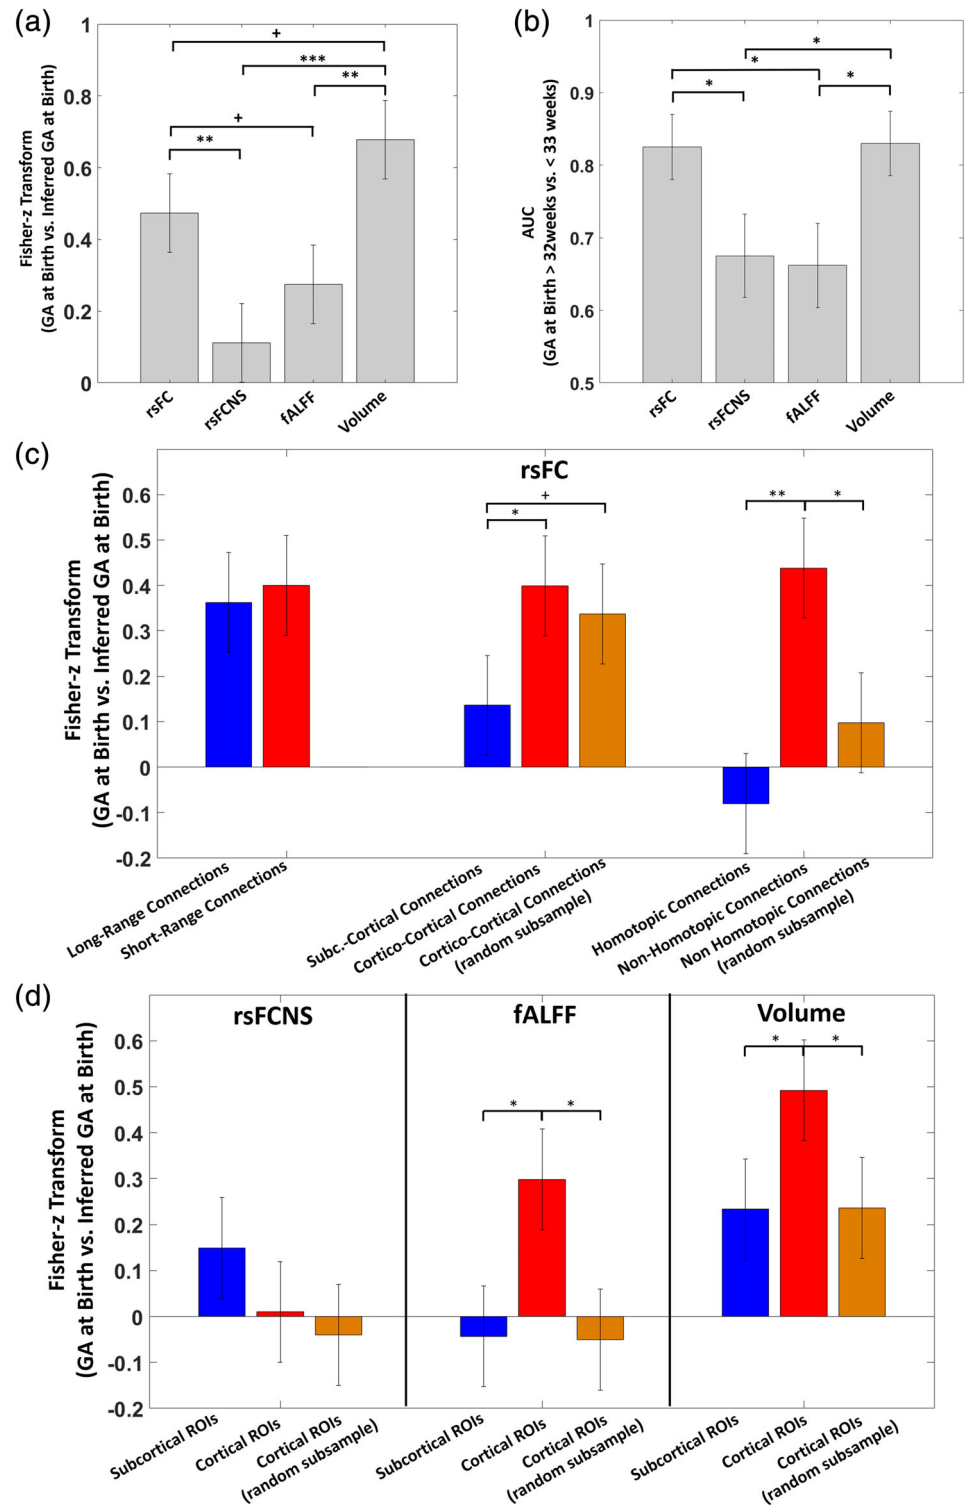 (a)
1
0.8
0.6
0.4
0.2
0
Fisher-z Transform
(GA at Birth vs. Inferred GA at Birth)
+
***
**
+
**
rsFC
rsFCNS
fALFF
Volume
(b)
1
0.9
0.8
0.7
0.6
0.5
AUC
(GA at Birth > 32weeks vs. < 33 weeks)
*
*
*
*
rsFC
rsFCNS
fALFF
Volume
(c)
rsFC
0.6
0.5
0.4
0.3
0.2
0.1
0
-0.1
-0.2
Fisher-z Transform
(GA at Birth vs. Inferred GA at Birth)
+
*
**
*
Long-Range Connections
Short-Range Connections
Subc.-Cortical Connections
Cortico-Cortical Connections
Cortico-Cortical Connections
(random subsample)
Homotopic Connections
Non-Homotopic Connections
Non Homotopic Connections
(random subsample)
(d)
rsFCNS
fALFF
Volume
0.6
0.5
0.4
0.3
0.2
0.1
0
-0.1
-0.2
Fisher-z Transform
(GA at Birth vs. Inferred GA at Birth)
*
*
*
*
Subcortical ROIs
Cortical ROIs
Cortical ROIs
(random subsample)
Subcortical ROIs
Cortical ROIs
Cortical ROIs
(random subsample)
Subcortical ROIs
Cortical ROIs
Cortical ROIs
(random subsample)